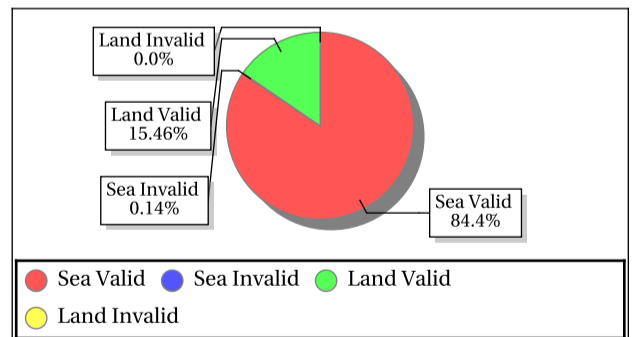 Land Invalid
0.0%
Land Valid
15.46%
Sea Invalid
0.14%
Sea Valid
84.4%
Sea Valid Sea Invalid Land Valid
Land Invalid